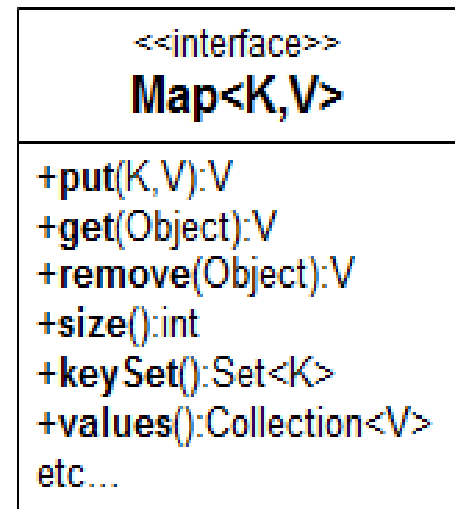 <<interface>>
Map<K,V>
+put(K,V):V
+get(Object):V
+remove(Object):V
+size():int
+keySet():Set<K>
+values():Collection<V>
etc...